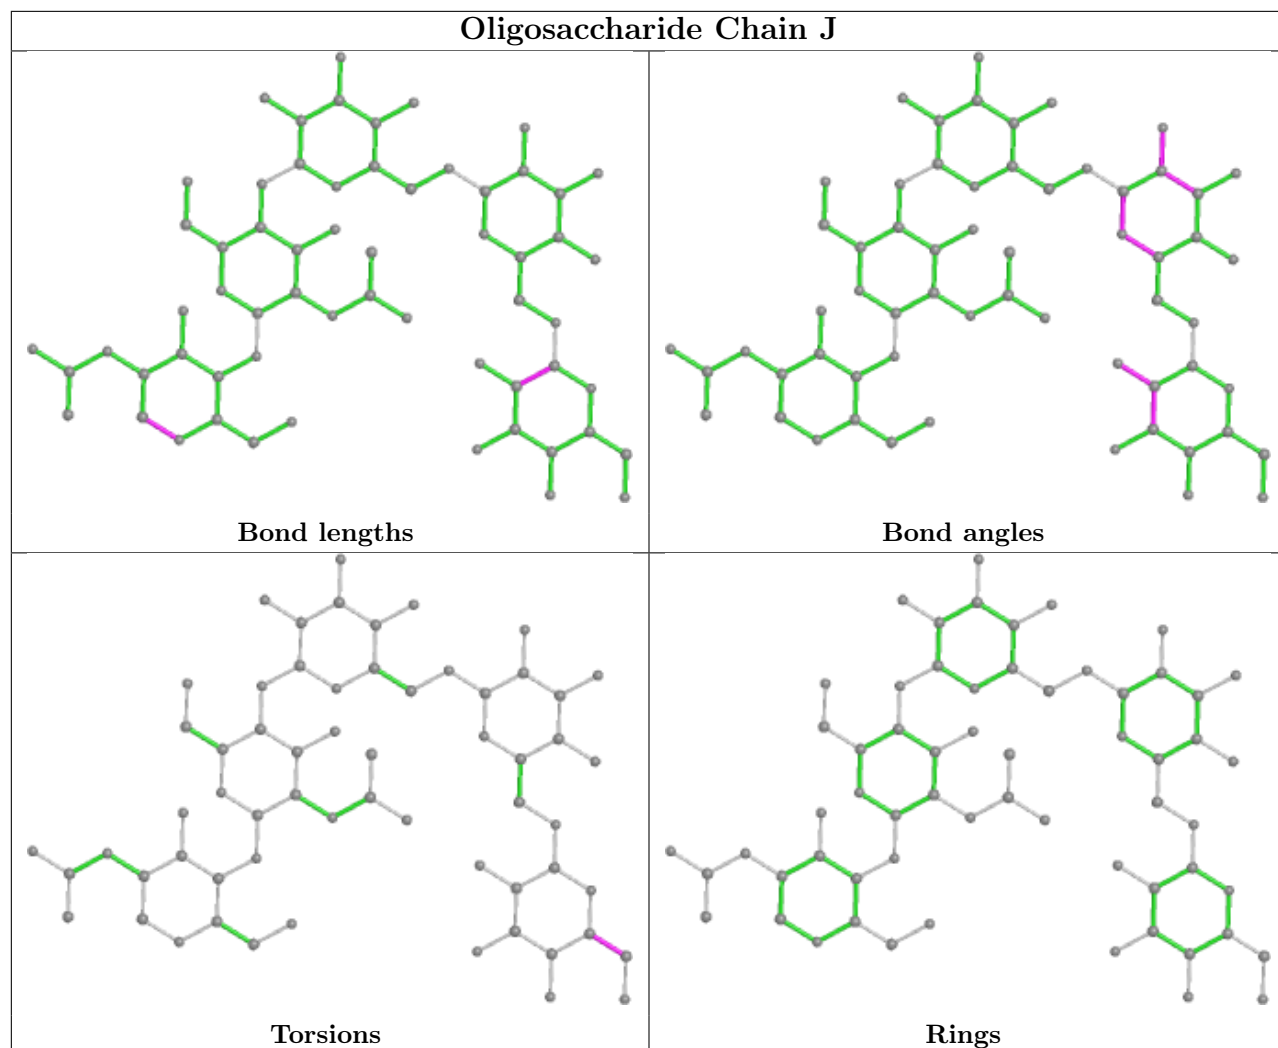 Oligosaccharide Chain J
Bond lengths
Bond angles
Torsions
Rings